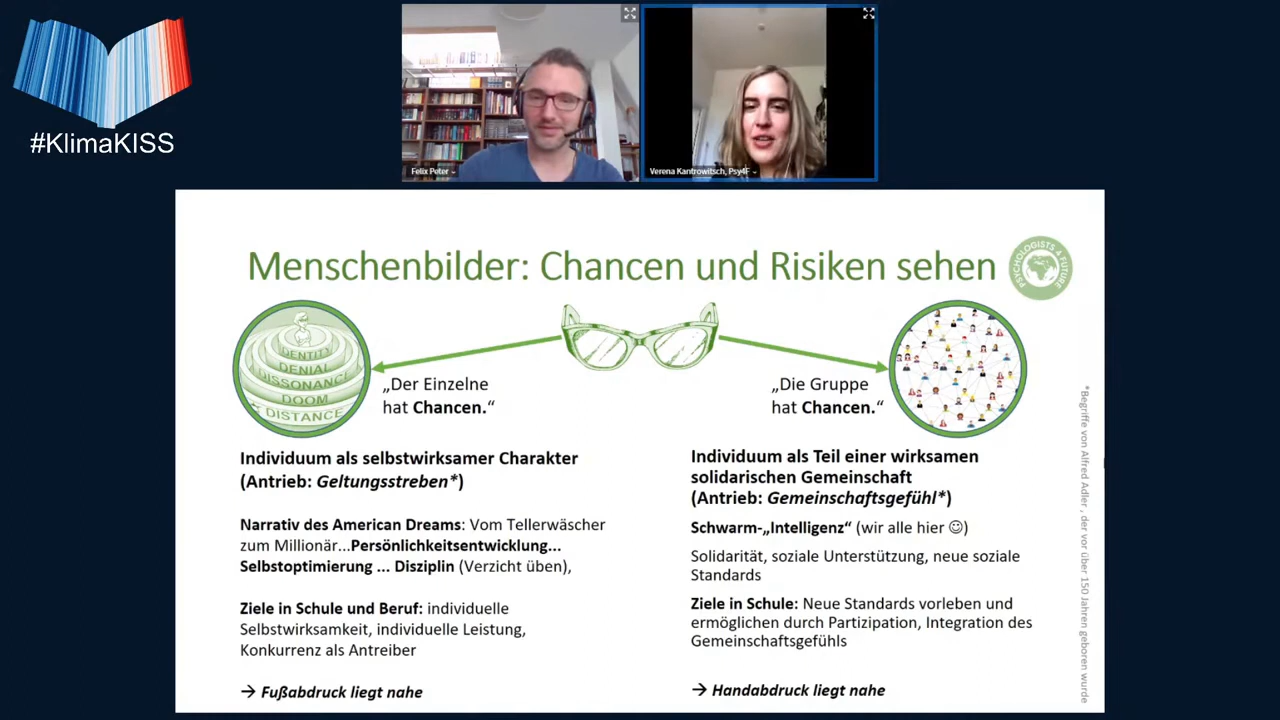 #KlimaKISS
Felix Peter
Verena Kantrowitsch, Psy4F
Menschenbilder: Chancen und Risiken sehen
PSYCHOLOGISTS 4 FUTURE
IDENTITY
DENIAL
DISSONANCE
DOOM
DISTANCE
„Der Einzelne
hat Chancen.“
„Die Gruppe
hat Chancen.“
Individuum als selbstwirksamer Charakter
(Antrieb: Geltungsstreben*)
Narrativ des American Dreams: Vom Tellerwäscher
zum Millionär...Persönlichkeitsentwicklung...
Selbstoptimierung ... Disziplin (Verzicht üben),
Ziele in Schule und Beruf: individuelle
Selbstwirksamkeit, individuelle Leistung,
Konkurrenz als Antreiber
→ Fußabdruck liegt nahe
Individuum als Teil einer wirksamen
solidarischen Gemeinschaft
(Antrieb: Gemeinschaftsgefühl*)
Schwarm-„Intelligenz“ (wir alle hier ☺)
Solidarität, soziale Unterstützung, neue soziale
Standards
Ziele in Schule: Neue Standards vorleben und
ermöglichen durch Partizipation, Integration des
Gemeinschaftsgefühls
→ Handabdruck liegt nahe
*Begriffe von Alfred Adler , der vor über 150 Jahren geboren wurde